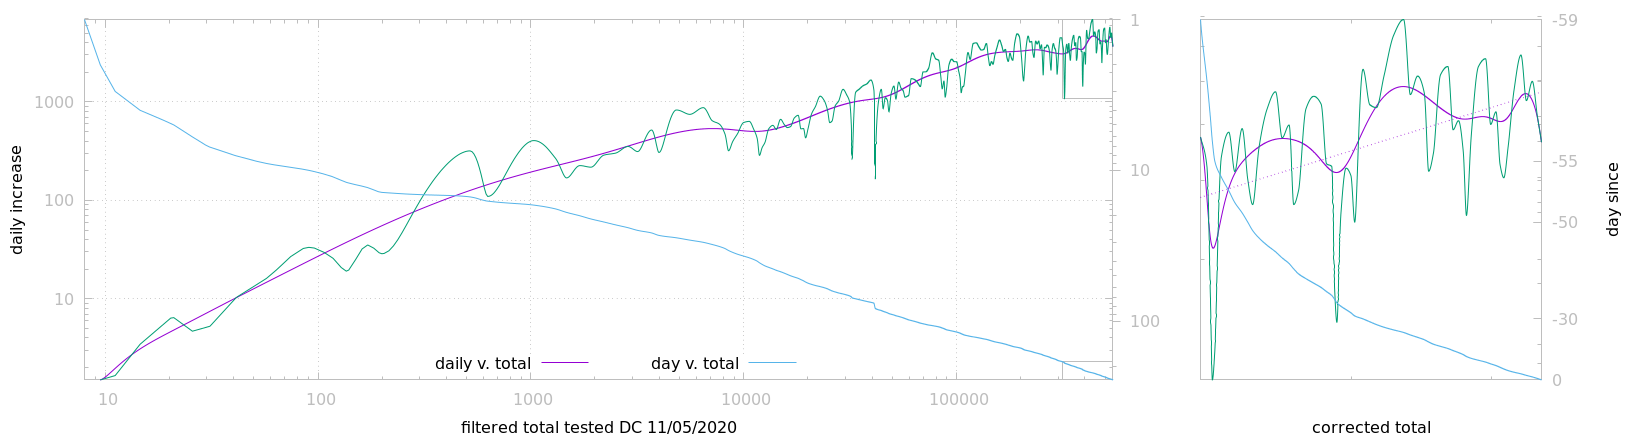 1
-59
1000
daily increase
10
-55
day since
100
-50
10
100
-30
daily v. total
day v. total
0
10
100
1000
10000
100000
filtered total tested DC 11/05/2020
corrected total